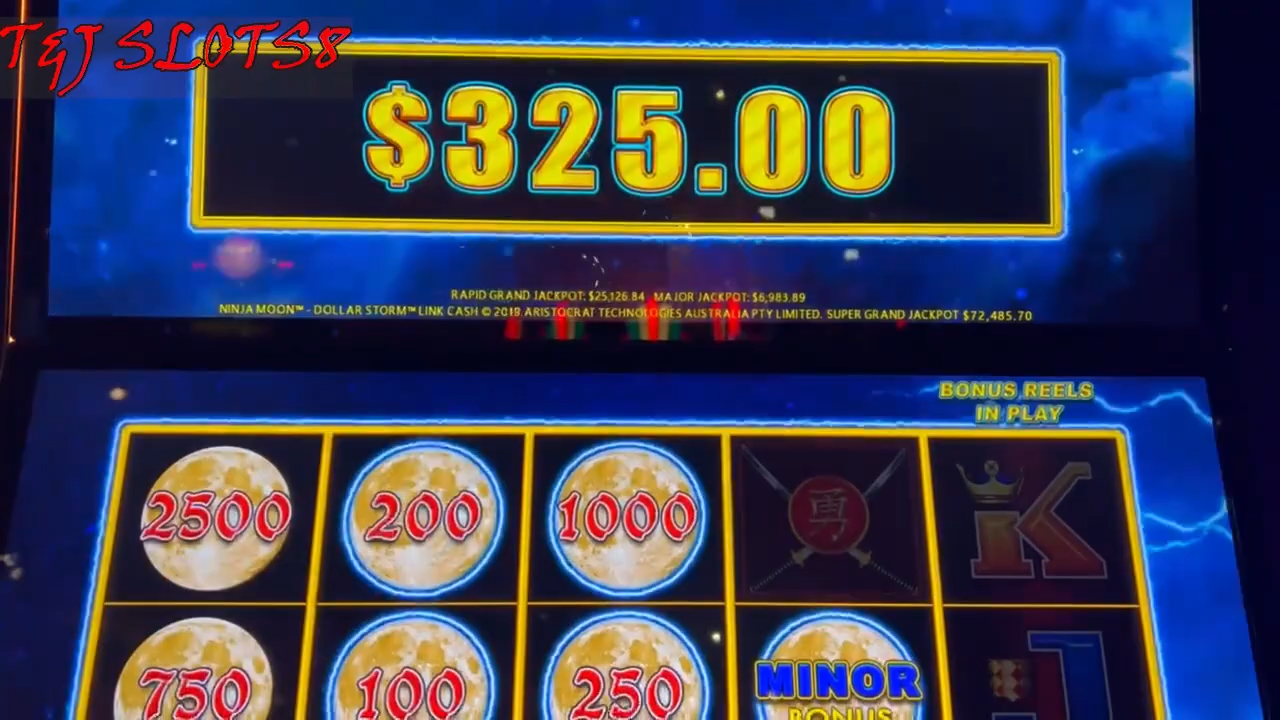 T&J SLOTS8
$325.00
RAPID GRAND JACKPOT: $25,126.84 MAJOR JACKPOT: $6,983.89
NINJA MOON™ - DOLLAR STORM™ LINK CASH © 2019 ARISTOCRAT TECHNOLOGIES AUSTRALIA PTY LIMITED. SUPER GRAND JACKPOT $72,485.70
BONUS REELS
IN PLAY
2500 200 1000 勇 K
750 100 250 MINOR J
BONUS